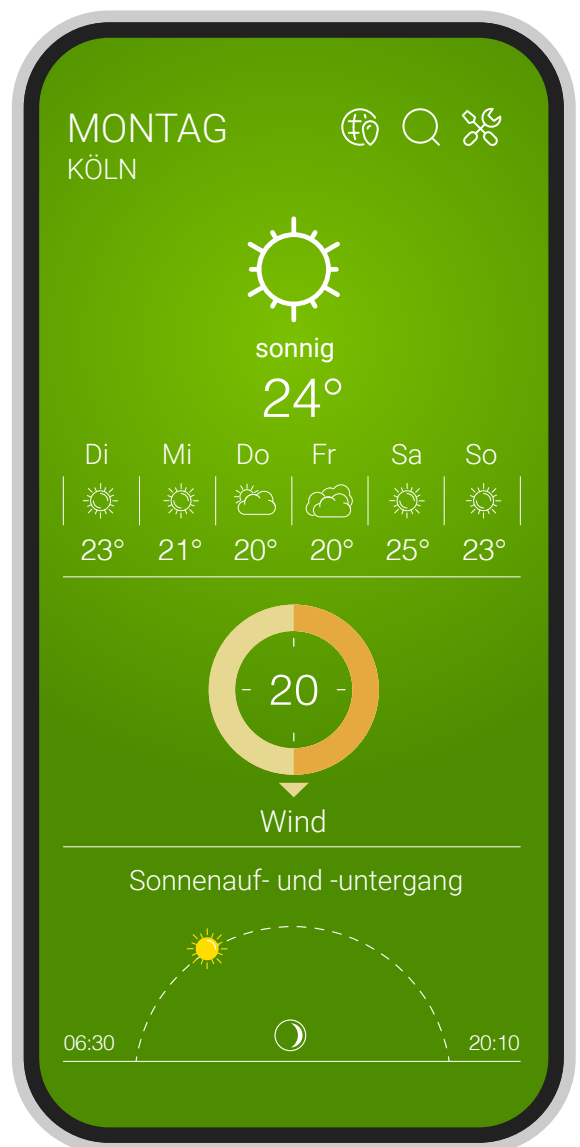 MONTAG
KÖLN
sonnig
24°
Di Mi Do Fr Sa So
23° 21° 20° 20° 25° 23°
20
Wind
Sonnenauf- und -untergang
06:30 20:10